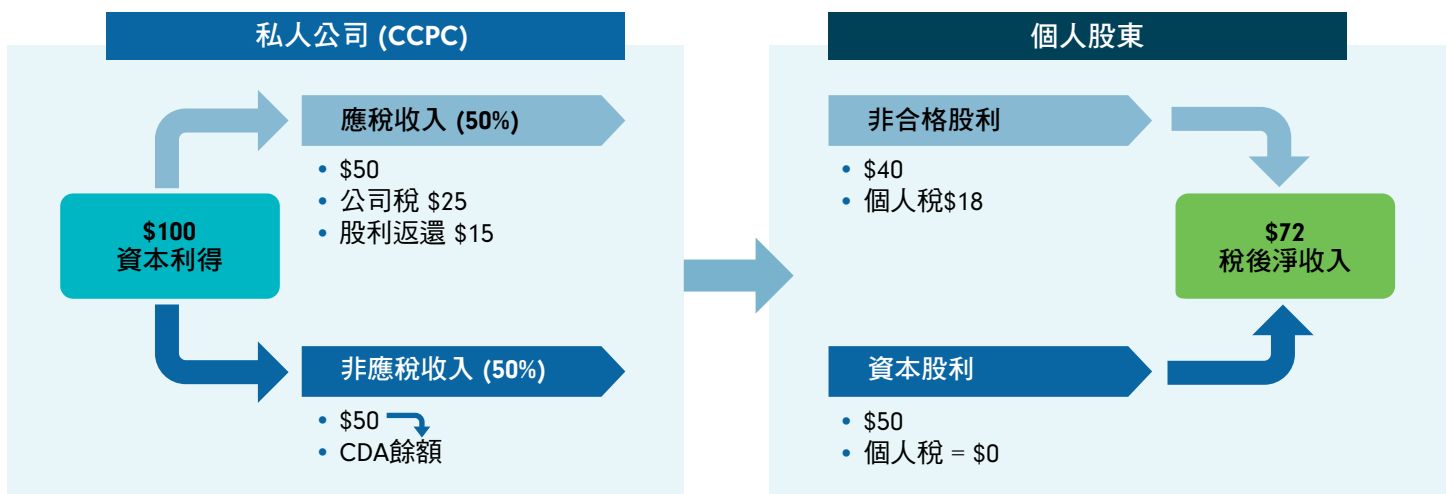 私人公司 (CCPC)
$100
資本利得
應稅收入 (50%)
• $50
• 公司稅 $25
• 股利返還 $15
非應稅收入 (50%)
• $50
• CDA餘額
個人股東
非合格股利
• $40
• 個人稅$18
資本股利
• $50
• 個人稅 = $0
$72
稅後淨收入